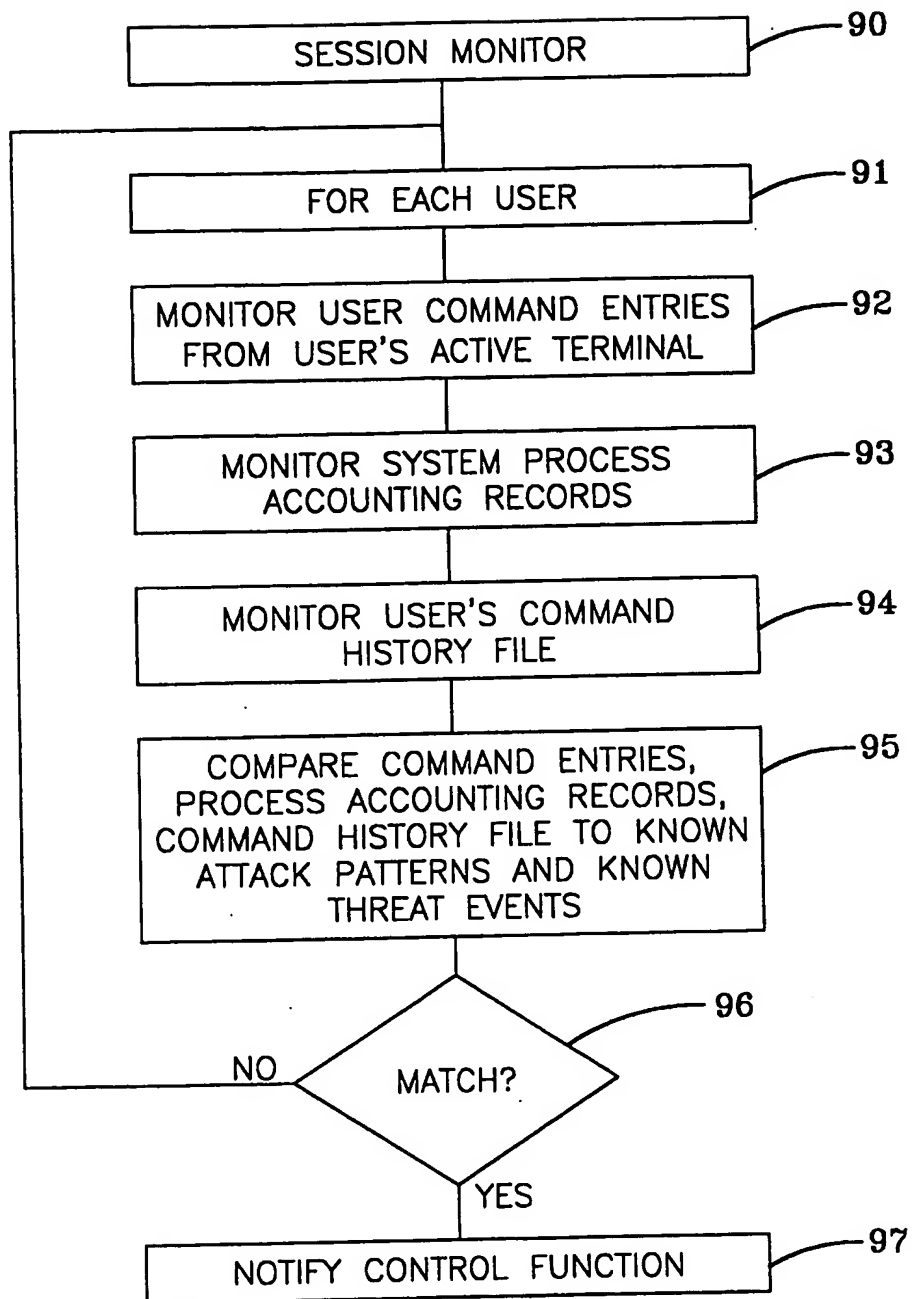 SESSION MONITOR
90
FOR EACH USER
91
MONITOR USER COMMAND ENTRIES
FROM USER'S ACTIVE TERMINAL
92
MONITOR SYSTEM PROCESS
ACCOUNTING RECORDS
93
MONITOR USER'S COMMAND
HISTORY FILE
94
COMPARE COMMAND ENTRIES,
PROCESS ACCOUNTING RECORDS,
COMMAND HISTORY FILE TO KNOWN
ATTACK PATTERNS AND KNOWN
THREAT EVENTS
95
MATCH?
96
NO
YES
NOTIFY CONTROL FUNCTION
97